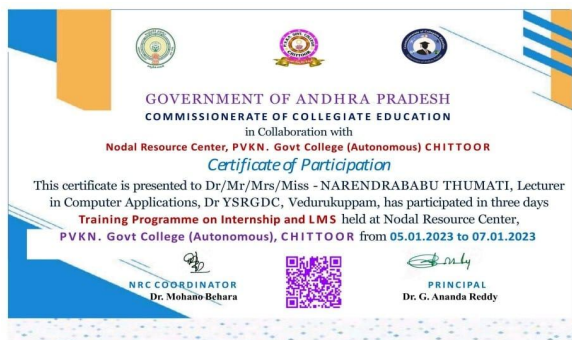 GOVERNMENT OF ANDHRA PRADESH
COMMISSIONERATE OF COLLEGIATE EDUCATION
in Collaboration with
Nodal Resource Center, PVKN. Govt College (Autonomous) CHITTOOR
Certificate of Participation
This certificate is presented to Dr/Mr/Mrs/Miss - NARENDRABABU THUMATI, Lecturer
in Computer Applications, Dr YSRGDC, Vedurukuppam, has participated in three days
Training Programme on Internship and LMS held at Nodal Resource Center,
PVKN. Govt College (Autonomous), CHITTOOR from 05.01.2023 to 07.01.2023
NRC COORDINATOR
Dr. Mohano Behara
PRINCIPAL
Dr. G. Ananda Reddy